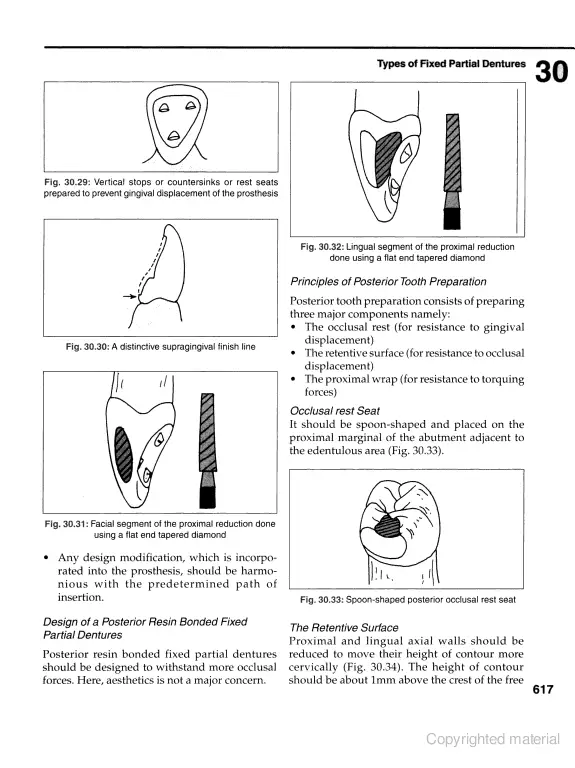 Types of Fixed Partial Dentures
30
Fig. 30.29: Vertical stops or countersinks or rest seats
prepared to prevent gingival displacement of the prosthesis
Fig. 30.30: A distinctive supragingival finish line
Fig. 30.31: Facial segment of the proximal reduction done
using a flat end tapered diamond
• Any design modification, which is incorpo-
rated into the prosthesis, should be harmo-
nious with the predetermined path of
insertion.
Design of a Posterior Resin Bonded Fixed
Partial Dentures
Posterior resin bonded fixed partial dentures
should be designed to withstand more occlusal
forces. Here, aesthetics is not a major concern.
Fig. 30.32: Lingual segment of the proximal reduction
done using a flat end tapered diamond
Principles of Posterior Tooth Preparation
Posterior tooth preparation consists of preparing
three major components namely:
• The occlusal rest (for resistance to gingival
displacement)
• The retentive surface (for resistance to occlusal
displacement)
• The proximal wrap (for resistance to torquing
forces)
Occlusal rest Seat
It should be spoon-shaped and placed on the
proximal marginal of the abutment adjacent to
the edentulous area (Fig. 30.33).
Fig. 30.33: Spoon-shaped posterior occlusal rest seat
The Retentive Surface
Proximal and lingual axial walls should be
reduced to move their height of contour more
cervically (Fig. 30.34). The height of contour
should be about 1mm above the crest of the free
617
Copyrighted material